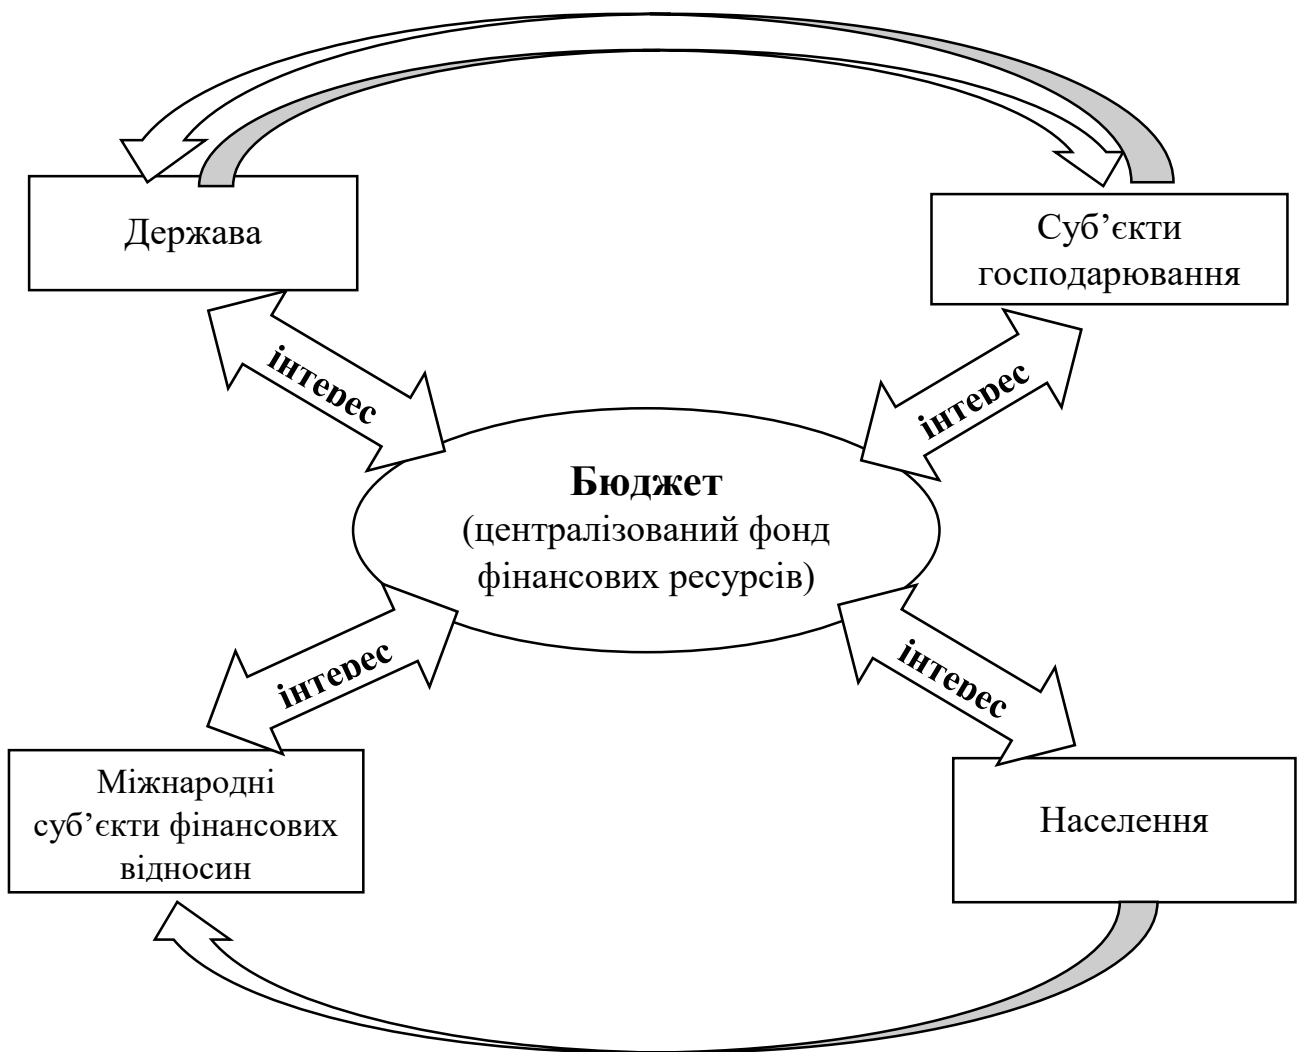 Держава
Суб’єкти
господарювання
інтерес
інтерес
Бюджет
(централізований фонд
фінансових ресурсів)
інтерес
інтерес
Міжнародні
суб’єкти фінансових
відносин
Населення